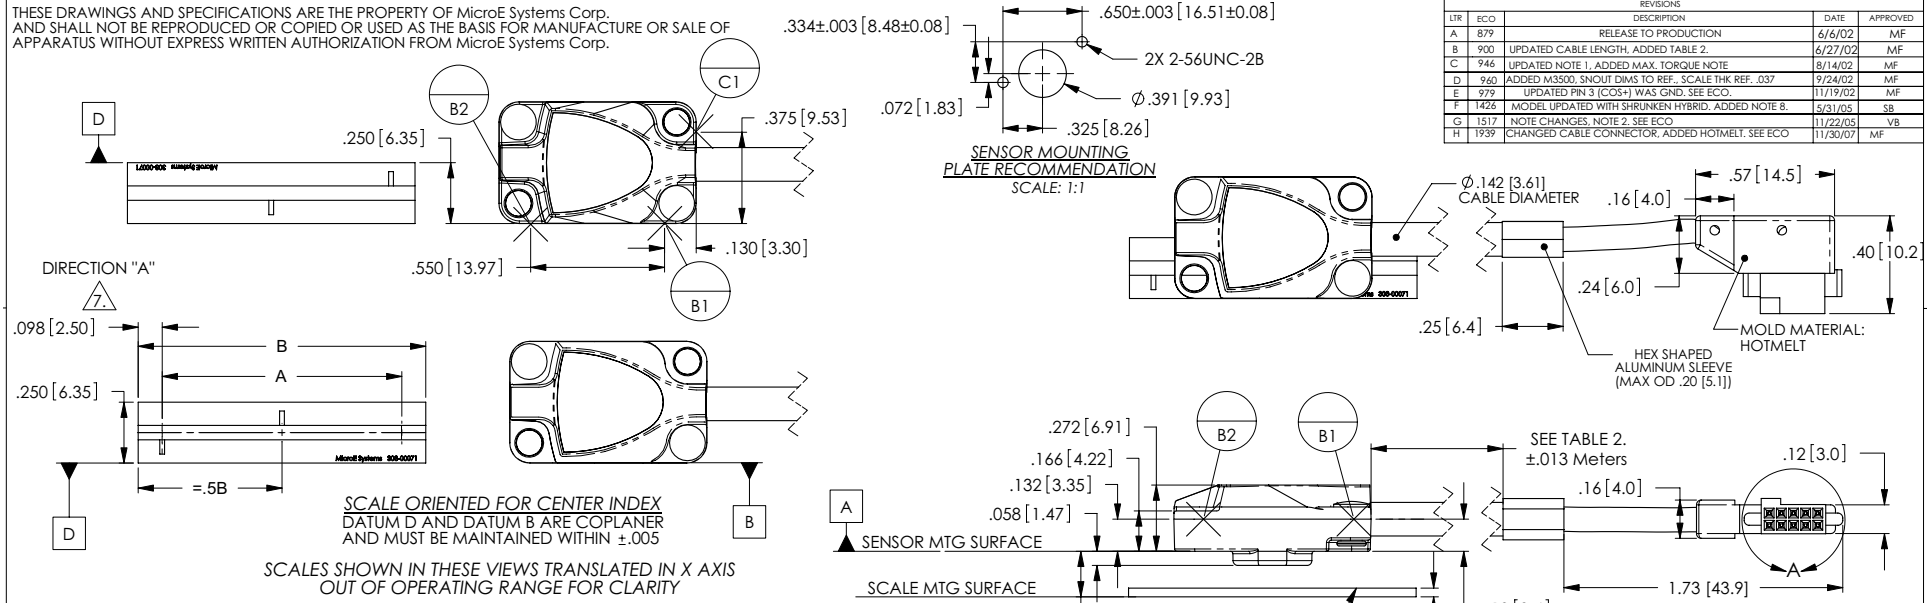 THESE DRAWINGS AND SPECIFICATIONS ARE THE PROPERTY OF MicroE Systems Corp.
AND SHALL NOT BE REPRODUCED OR COPIED OR USED AS THE BASIS FOR MANUFACTURE OR SALE OF
APPARATUS WITHOUT EXPRESS WRITTEN AUTHORIZATION FROM MicroE Systems Corp.
D
.250 [6.35]
MicroE Systems 308-00071
B2
C1
.375 [9.53]
.130 [3.30]
.550 [13.97]
B1
DIRECTION "A"
7.
.098 [2.50]
B
A
.250 [6.35]
MicroE Systems 308-00071
=.5B
D
B
SCALE ORIENTED FOR CENTER INDEX
DATUM D AND DATUM B ARE COPLANER
AND MUST BE MAINTAINED WITHIN ±.005
SCALES SHOWN IN THESE VIEWS TRANSLATED IN X AXIS
OUT OF OPERATING RANGE FOR CLARITY
.650±.003 [16.51±0.08]
.334±.003 [8.48±0.08]
2X 2-56UNC-2B
.072 [1.83]
Ø.391 [9.93]
.325 [8.26]
SENSOR MOUNTING
PLATE RECOMMENDATION
SCALE: 1:1
REVISIONS
LTR ECO DESCRIPTION DATE APPROVED
A 879 RELEASE TO PRODUCTION 6/6/02 MF
B 900 UPDATED CABLE LENGTH, ADDED TABLE 2. 6/27/02 MF
C 946 UPDATED NOTE 1, ADDED MAX. TORQUE NOTE 8/14/02 MF
D 960 ADDED M3500, SNOUT DIMS TO REF., SCALE THK REF. .037 9/24/02 MF
E 979 UPDATED PIN 3 (COS+) WAS GND. SEE ECO. 11/19/02 MF
F 1426 MODEL UPDATED WITH SHRUNKEN HYBRID. ADDED NOTE 8. 5/31/05 SB
G 1517 NOTE CHANGES, NOTE 2. SEE ECO 11/22/05 VB
H 1939 CHANGED CABLE CONNECTOR, ADDED HOTMELT. SEE ECO 11/30/07 MF
Ø.142 [3.61]
CABLE DIAMETER
.57 [14.5]
.16 [4.0]
.40 [10.2]
.24 [6.0]
.25 [6.4]
308-00071
MOLD MATERIAL:
HOTMELT
HEX SHAPED
ALUMINUM SLEEVE
(MAX OD .20 [5.1])
.272 [6.91]
.166 [4.22]
.132 [3.35]
.058 [1.47]
B2
B1
SEE TABLE 2.
±.013 Meters
.12 [3.0]
.16 [4.0]
A
SENSOR MTG SURFACE
SCALE MTG SURFACE
A
1.73 [43.9]